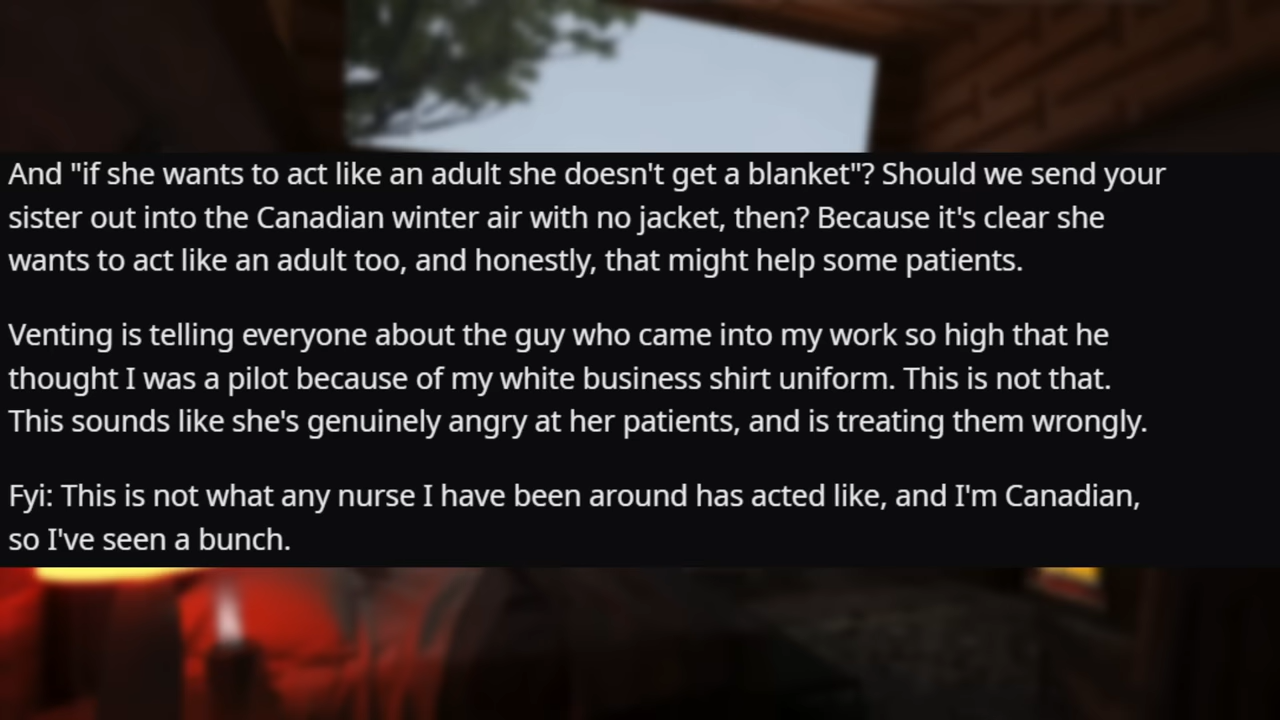 And "if she wants to act like an adult she doesn't get a blanket"? Should we send your
sister out into the Canadian winter air with no jacket, then? Because it's clear she
wants to act like an adult too, and honestly, that might help some patients.
Venting is telling everyone about the guy who came into my work so high that he
thought I was a pilot because of my white business shirt uniform. This is not that.
This sounds like she's genuinely angry at her patients, and is treating them wrongly.
Fyi: This is not what any nurse I have been around has acted like, and I'm Canadian,
so I've seen a bunch.